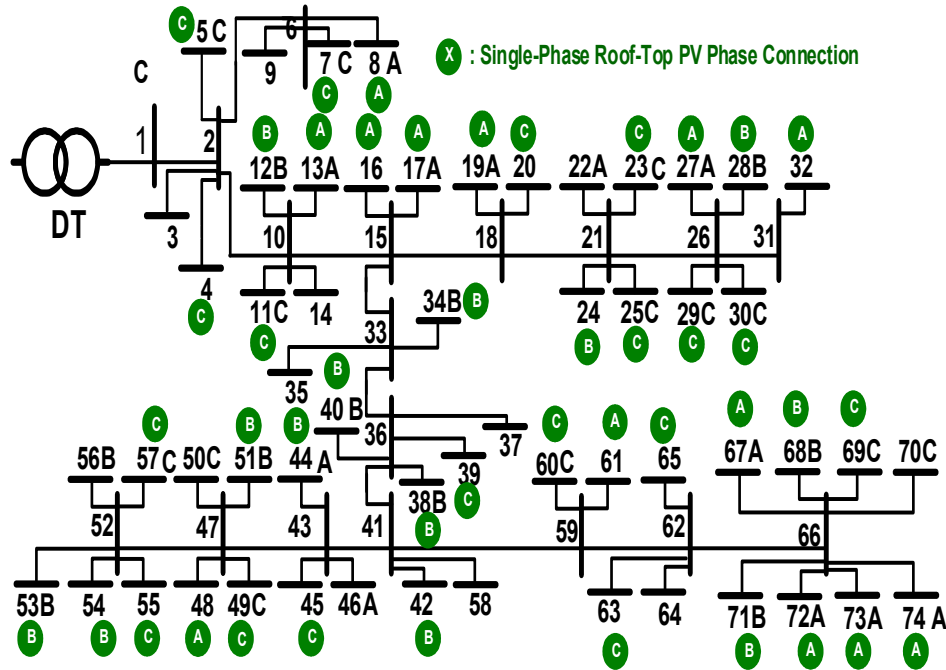 C 5 C 6
9 7 C 8 A
X : Single-Phase Roof-Top PV Phase Connection
C
C A
1 2
B A A A A C C A B A
12B 13A 16 17A 19A 20 22A 23 C 27A 28B 32
DT
3
10 15 18 21 26 31
4
C
11C 14 34B B 24 25C 29C 30C
C B C C C
33
35
B
40 B
36 37
39
38B C
B
C B B C A C A B C
56B 57 C 50C 51B 44 A 60C 61 65 67A 68B 69C 70C
52 47 43 41 59 62 66
53B 54 55 48 49C 45 46A 42 58 63 64 71B 72A 73A 74 A
B B C A C C B C B A A A